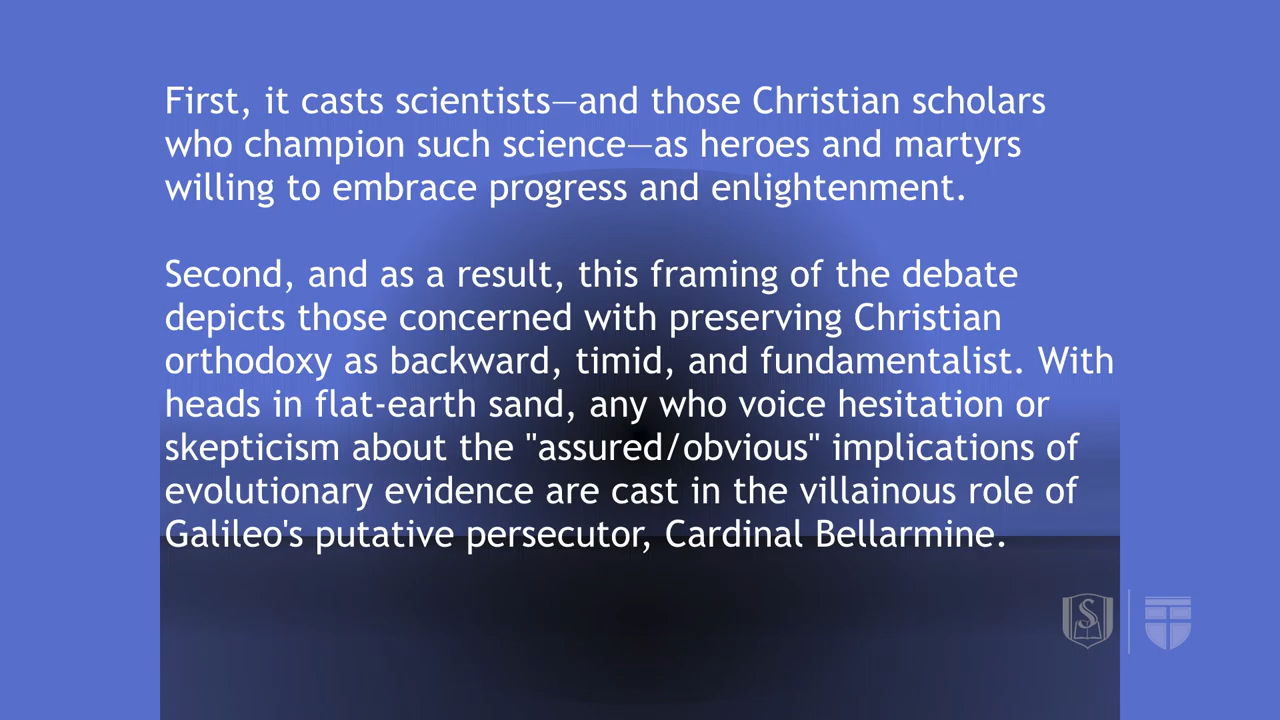 First, it casts scientists—and those Christian scholars
who champion such science—as heroes and martyrs
willing to embrace progress and enlightenment.
Second, and as a result, this framing of the debate
depicts those concerned with preserving Christian
orthodoxy as backward, timid, and fundamentalist. With
heads in flat-earth sand, any who voice hesitation or
skepticism about the "assured/obvious" implications of
evolutionary evidence are cast in the villainous role of
Galileo's putative persecutor, Cardinal Bellarmine.
S